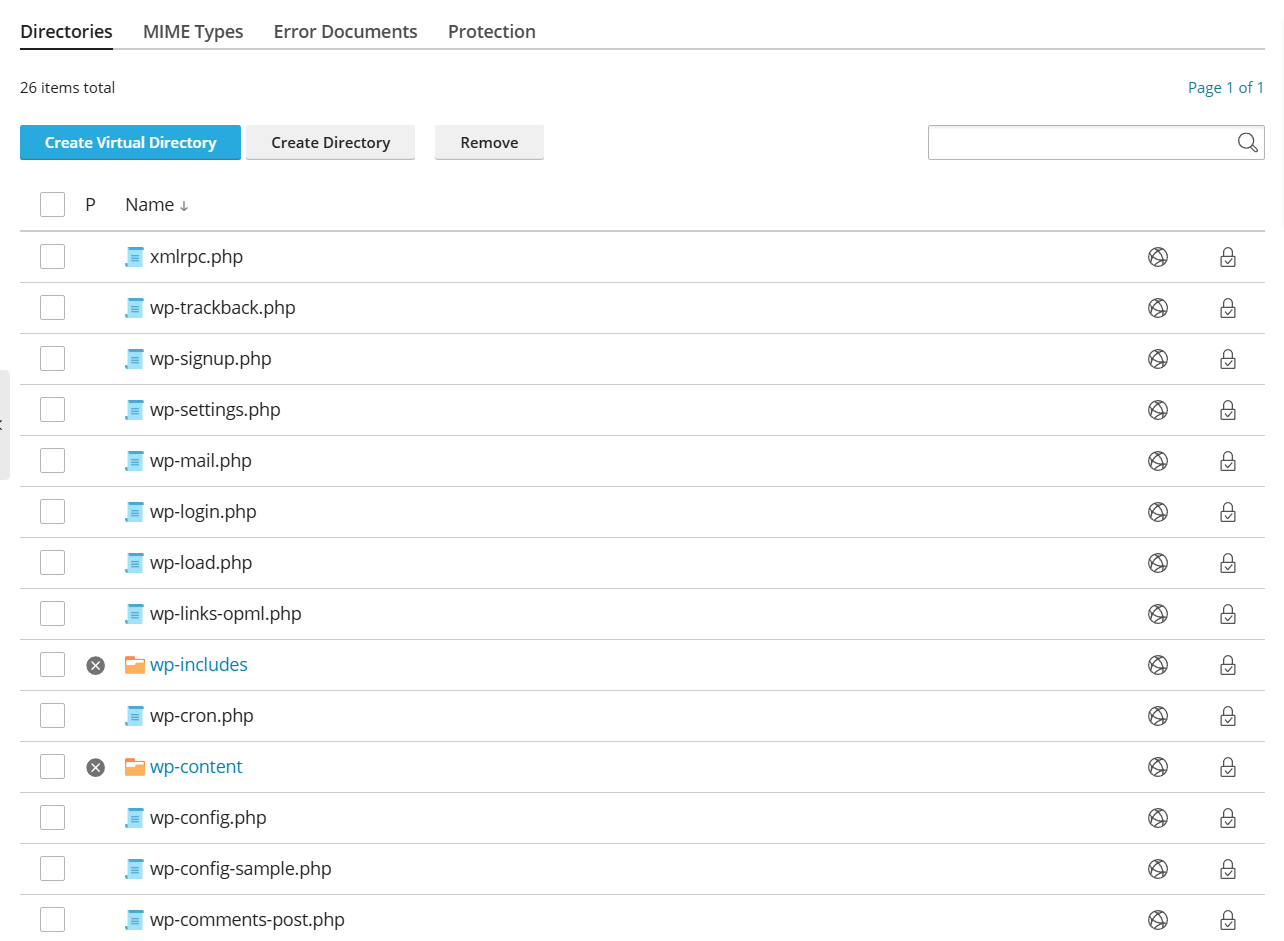 Directories MIME Types Error Documents Protection
26 items total Page 1 of 1
Create Virtual Directory Create Directory Remove
P Name ↓
xmlrpc.php
wp-trackback.php
wp-signup.php
wp-settings.php
wp-mail.php
wp-login.php
wp-load.php
wp-links-opml.php
wp-includes
wp-cron.php
wp-content
wp-config.php
wp-config-sample.php
wp-comments-post.php